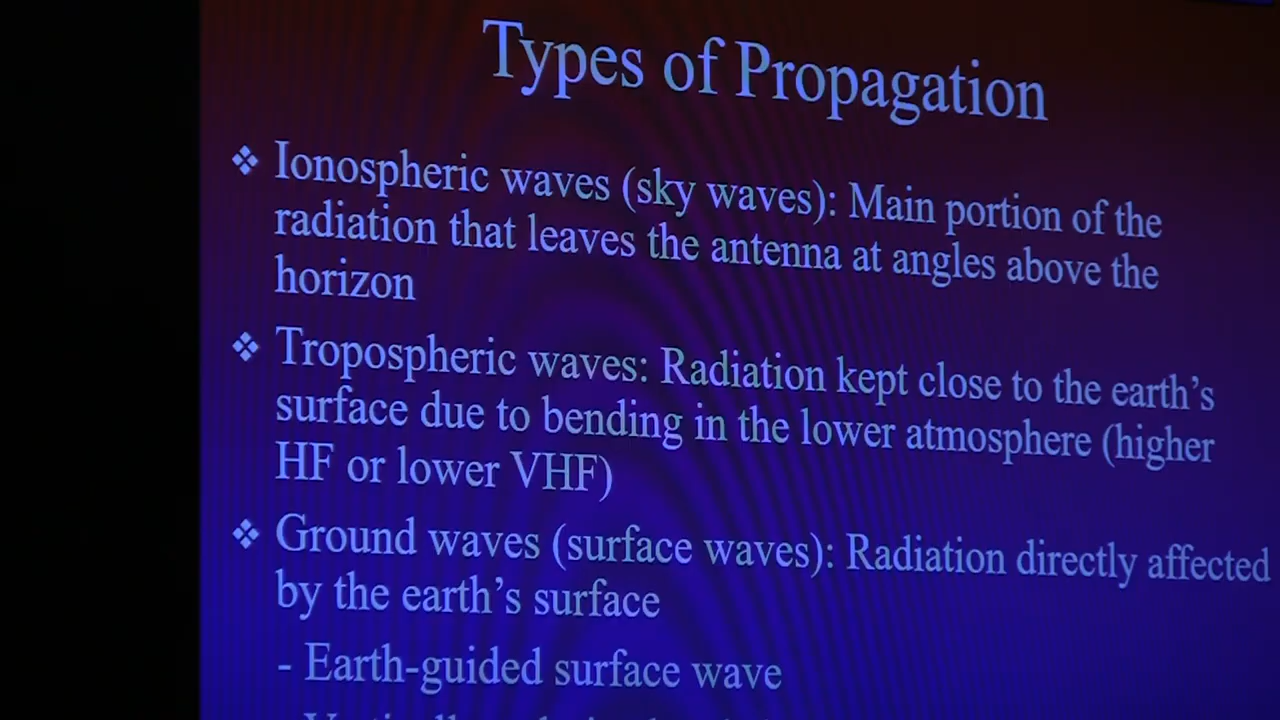 Types of Propagation
❖ Ionospheric waves (sky waves): Main portion of the
radiation that leaves the antenna at angles above the
horizon
❖ Tropospheric waves: Radiation kept close to the earth’s
surface due to bending in the lower atmosphere (higher
HF or lower VHF)
❖ Ground waves (surface waves): Radiation directly affected
by the earth’s surface
- Earth-guided surface wave